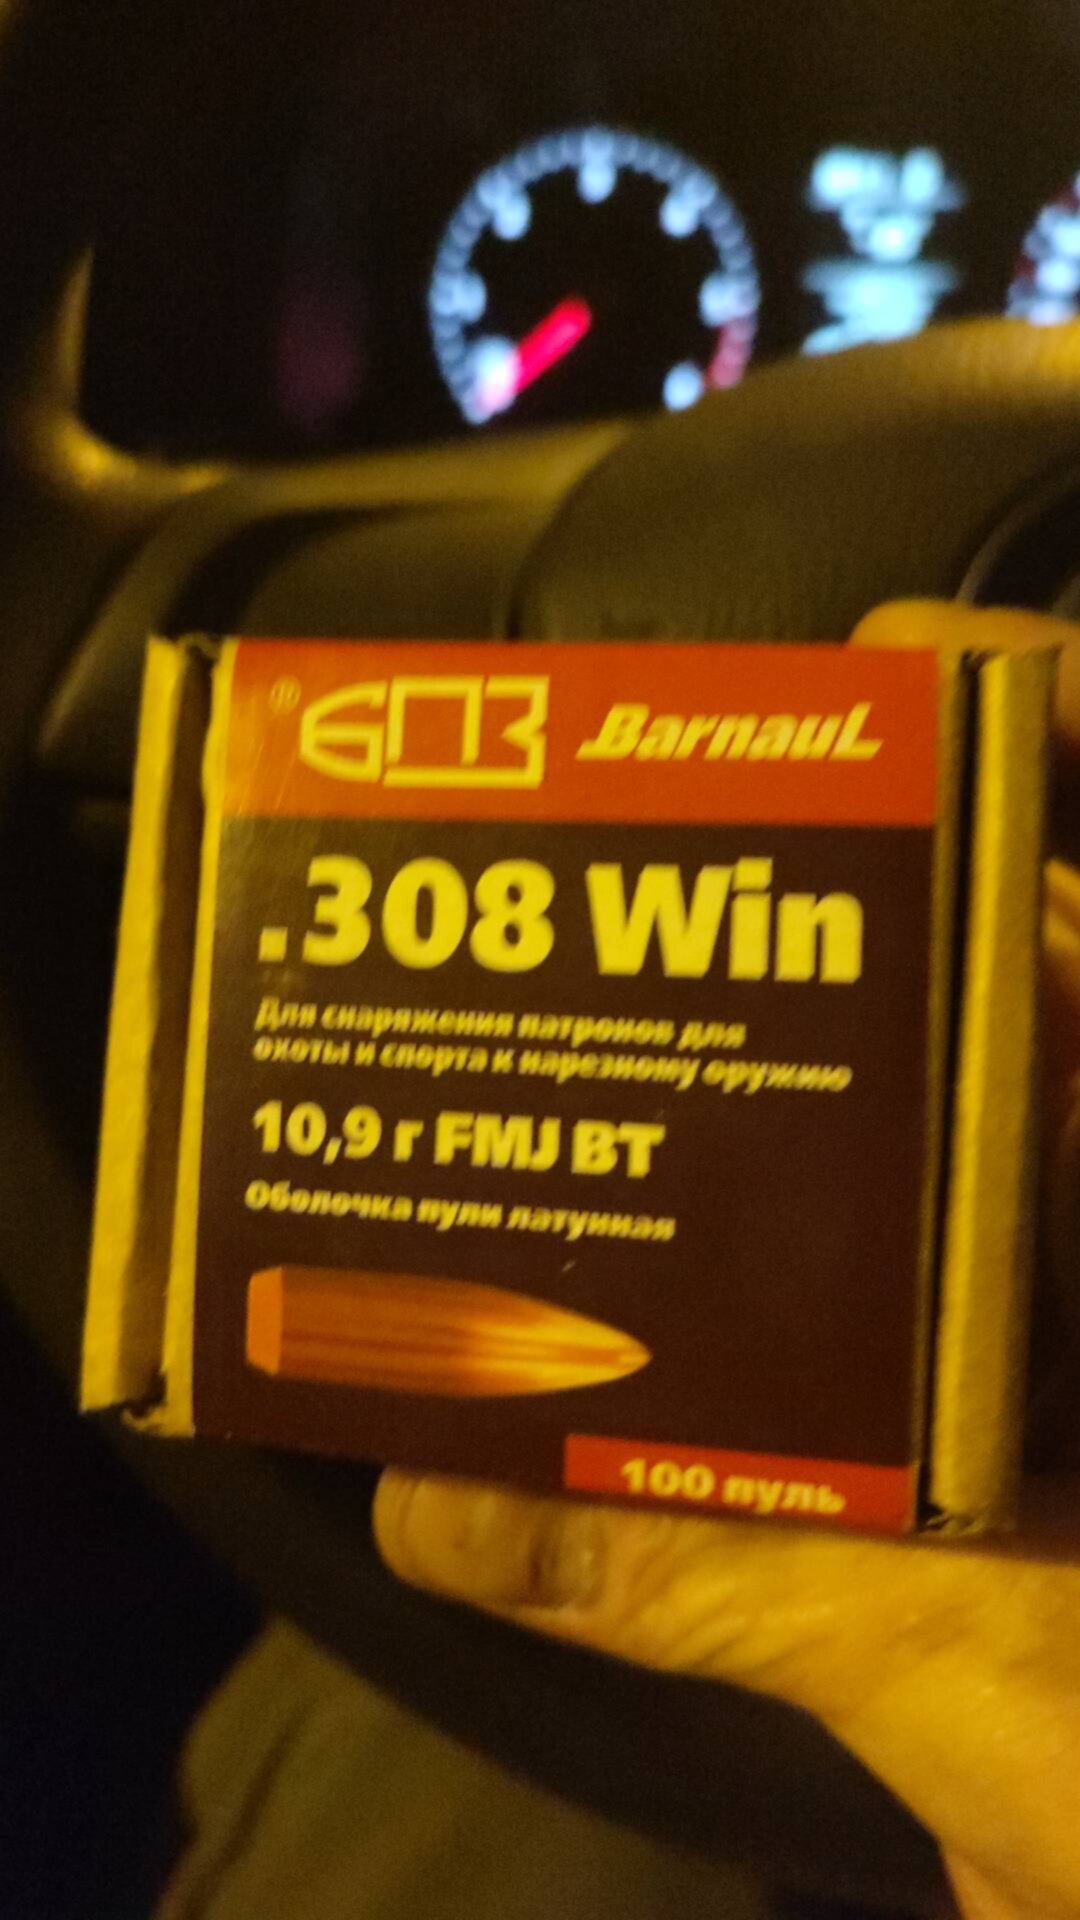 ® БПЗ Barnaul
.308 Win
Для снаряжения патронов для
охоты и спорта к нарезному оружию
10,9 г FMJ BT
Оболочка пули латунная
100 пуль